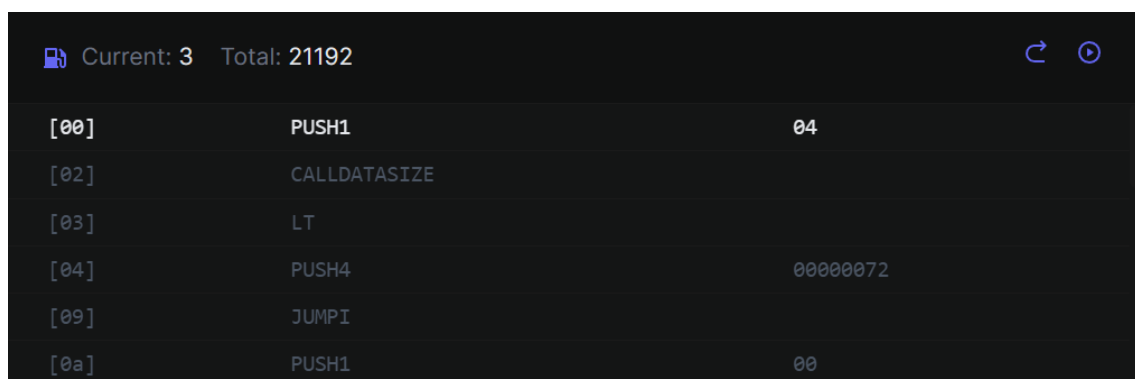 Current: 3 Total: 21192
[00] PUSH1 04
[02] CALLDATASIZE
[03] LT
[04] PUSH4 00000072
[09] JUMPI
[0a] PUSH1 00